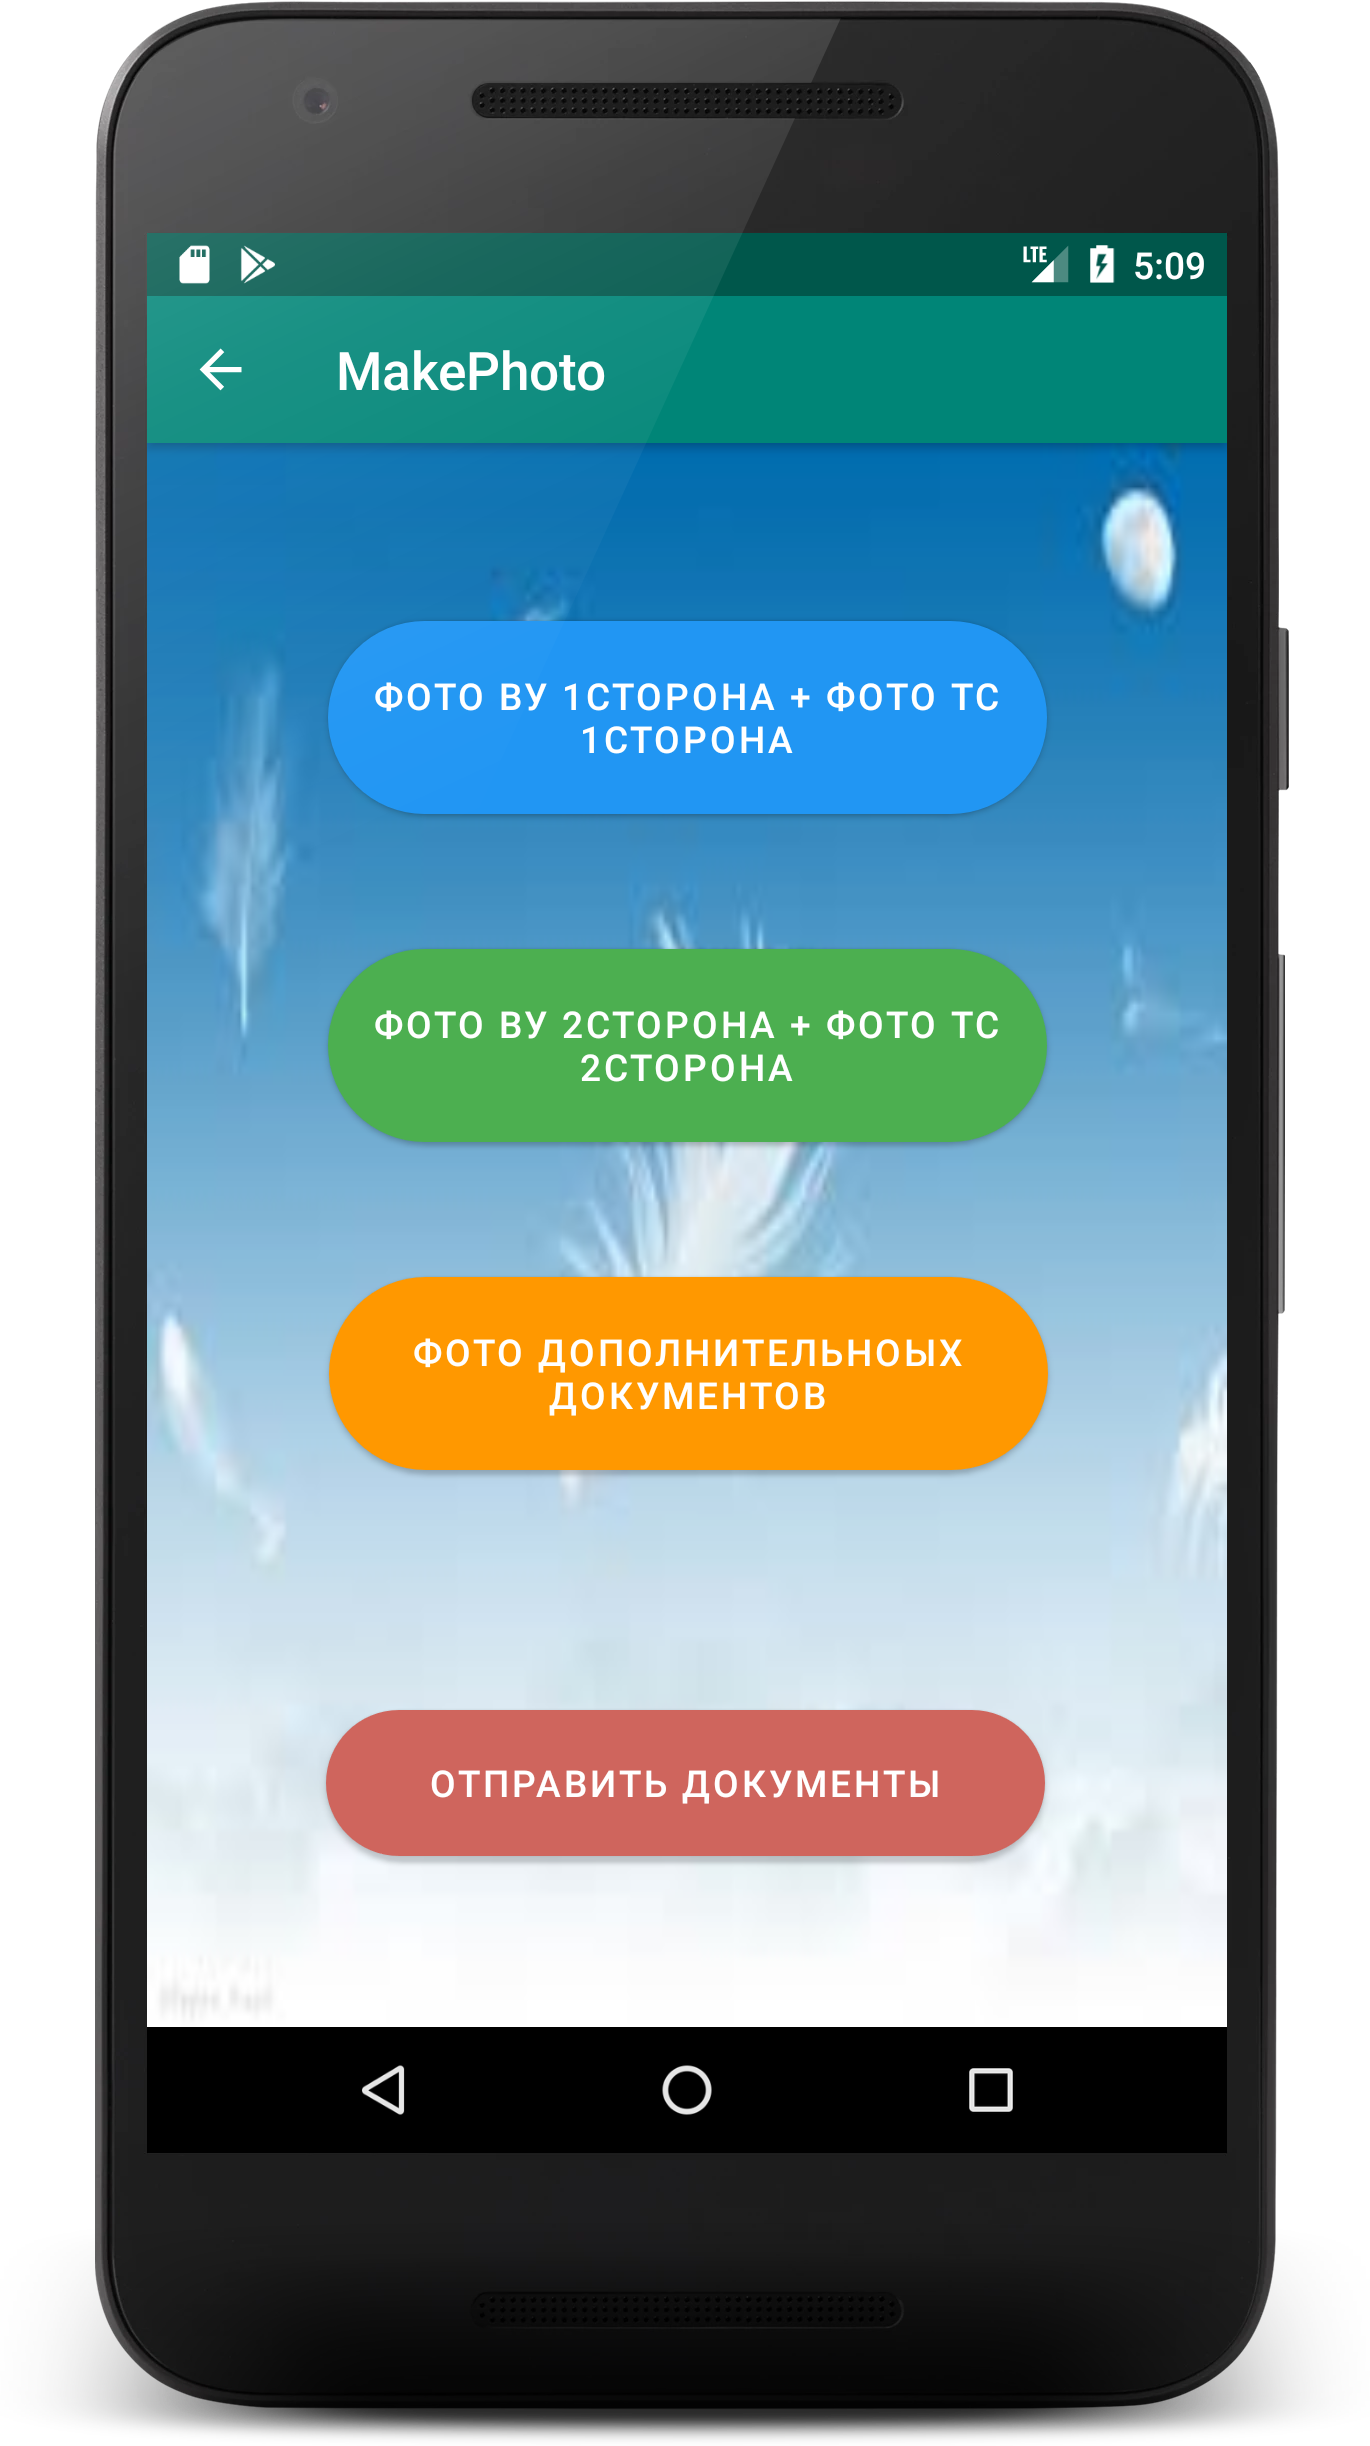 LTE 5:09
MakePhoto
ФОТО ВУ 1СТОРОНА + ФОТО ТС
1СТОРОНА
ФОТО ВУ 2СТОРОНА + ФОТО ТС
2СТОРОНА
ФОТО ДОПОЛНИТЕЛЬНОЫХ
ДОКУМЕНТОВ
ОТПРАВИТЬ ДОКУМЕНТЫ